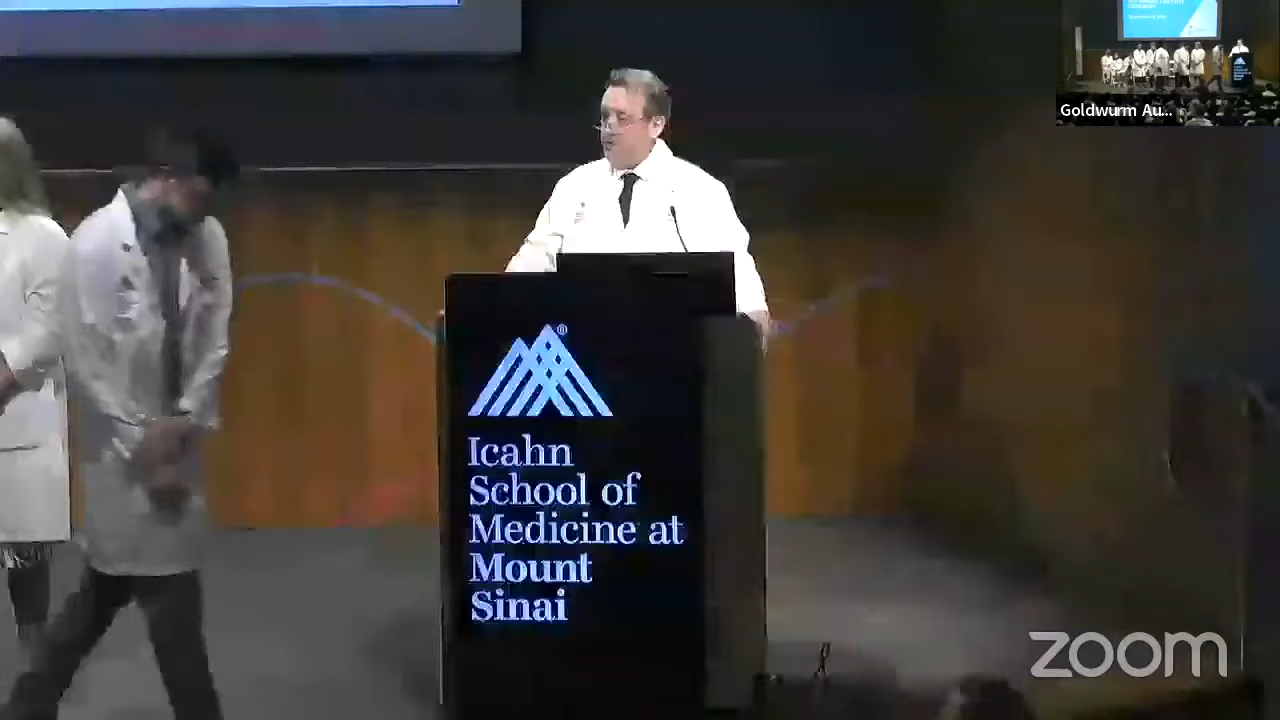 Goldwurm Au...
®
Icahn
School of
Medicine at
Mount
Sinai
zoom